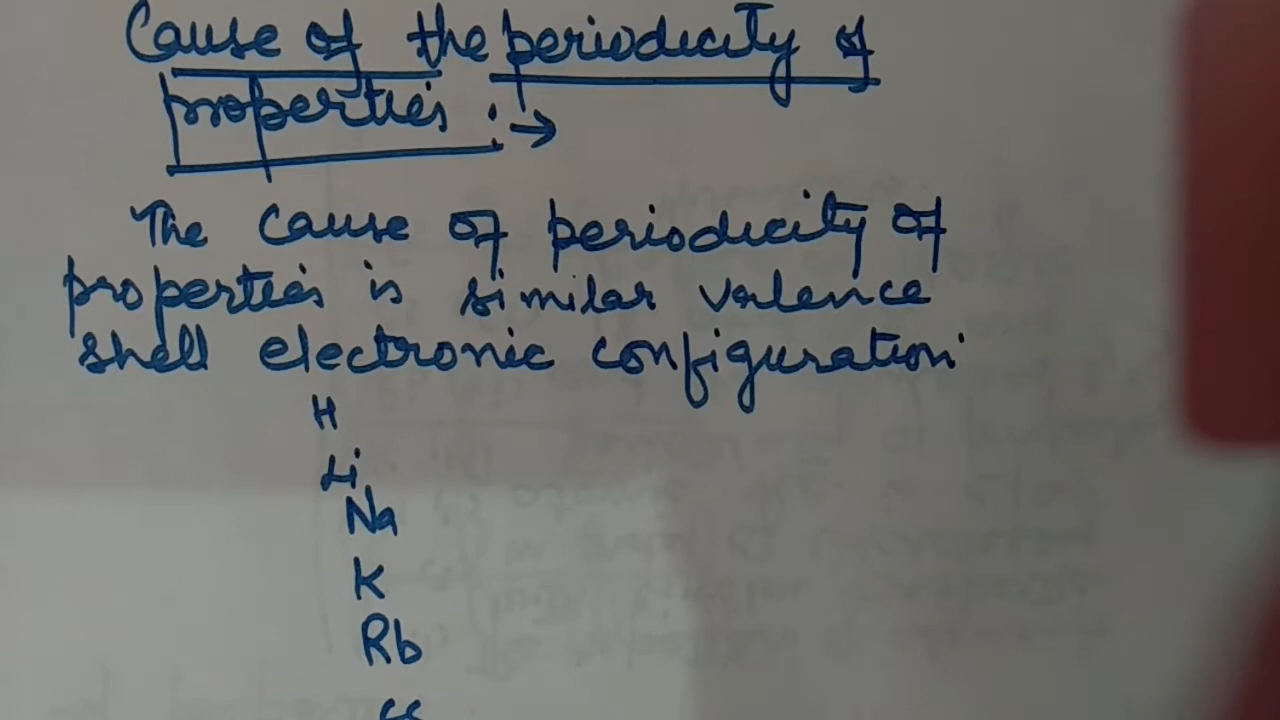 Cause of the periodicity of
properties :→
The cause of periodicity of
properties is similar valence
shell electronic configuration
H
Li
Na
K
Rb
Cs